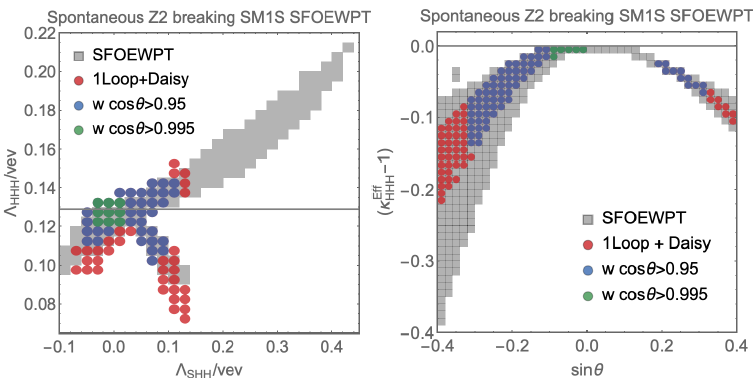 Spontaneous Z2 breaking SM1S SFOEWPT
0.22
0.20
0.18
0.16
0.14
0.12
0.10
0.08
Λ_HHH/vev
SFOEWPT
1Loop+Daisy
w cosθ>0.95
w cosθ>0.995
-0.1 0.0 0.1 0.2 0.3 0.4
Λ_SHH/vev
Spontaneous Z2 breaking SM1S SFOEWPT
0.0
-0.1
-0.2
-0.3
-0.4
(κ^Eff_HHH−1)
SFOEWPT
1Loop + Daisy
w cosθ>0.95
w cosθ>0.995
-0.4 -0.2 0.0 0.2 0.4
sinθ